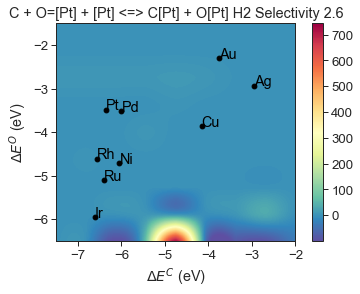 C + O=[Pt] + [Pt] <=> C[Pt] + O[Pt] H2 Selectivity 2.6
ΔE^O (eV)
−2
−3
−4
−5
−6
Au
Ag
Pt
Pd
Cu
Rh
Ni
Ru
Ir
700
600
500
400
300
200
100
0
−7
−6
−5
−4
−3
−2
ΔE^C (eV)